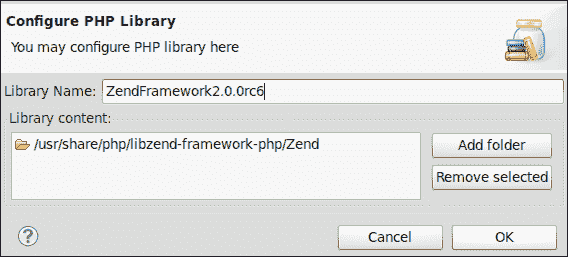 Configure PHP Library
You may configure PHP library here
Library Name: ZendFramework2.0.0rc6
Library content:
/usr/share/php/libzend-framework-php/Zend
Add folder
Remove selected
?
Cancel
OK